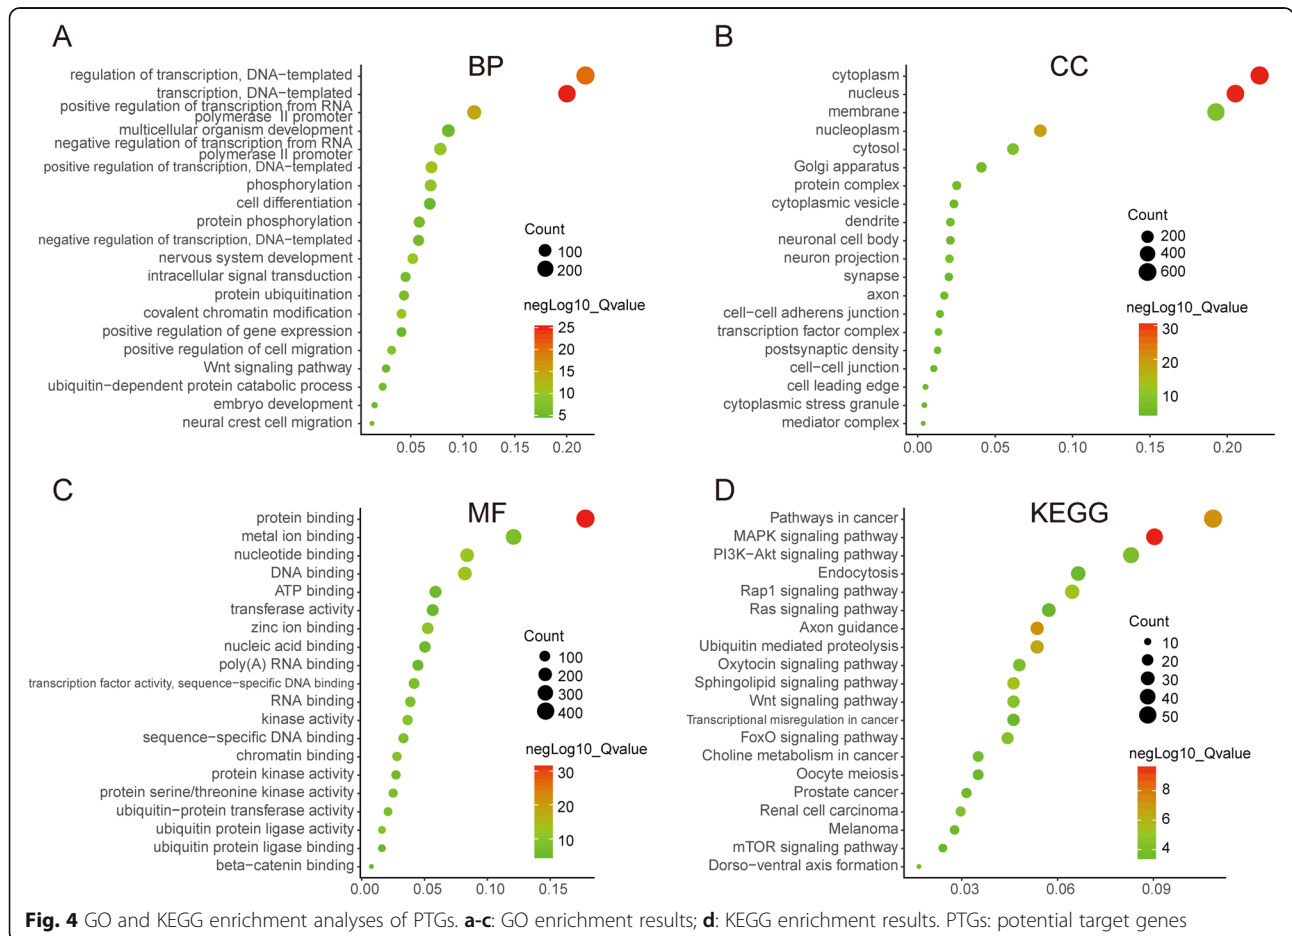 A
BP
regulation of transcription, DNA-templated
transcription, DNA-templated
positive regulation of transcription from RNA
polymerase II promoter
multicellular organism development
negative regulation of transcription from RNA
polymerase II promoter
positive regulation of transcription, DNA-templated
phosphorylation
cell differentiation
protein phosphorylation
negative regulation of transcription, DNA-templated
nervous system development
intracellular signal transduction
protein ubiquitination
covalent chromatin modification
positive regulation of gene expression
positive regulation of cell migration
Wnt signaling pathway
ubiquitin-dependent protein catabolic process
embryo development
neural crest cell migration
0.05 0.10 0.15 0.20
Count
100
200
negLog10_Qvalue
25
20
15
10
5
B
CC
cytoplasm
nucleus
membrane
nucleoplasm
cytosol
Golgi apparatus
protein complex
cytoplasmic vesicle
dendrite
neuronal cell body
neuron projection
synapse
axon
cell-cell adherens junction
transcription factor complex
postsynaptic density
cell-cell junction
cell leading edge
cytoplasmic stress granule
mediator complex
0.00 0.05 0.10 0.15 0.20
Count
200
400
600
negLog10_Qvalue
30
20
10
C
MF
protein binding
metal ion binding
nucleotide binding
DNA binding
ATP binding
transferase activity
zinc ion binding
nucleic acid binding
poly(A) RNA binding
transcription factor activity, sequence-specific DNA binding
RNA binding
kinase activity
sequence-specific DNA binding
chromatin binding
protein kinase activity
protein serine/threonine kinase activity
ubiquitin-protein transferase activity
ubiquitin protein ligase activity
ubiquitin protein ligase binding
beta-catenin binding
0.00 0.05 0.10 0.15
Count
100
200
300
400
negLog10_Qvalue
30
20
10
D
KEGG
Pathways in cancer
MAPK signaling pathway
PI3K-Akt signaling pathway
Endocytosis
Rap1 signaling pathway
Ras signaling pathway
Axon guidance
Ubiquitin mediated proteolysis
Oxytocin signaling pathway
Sphingolipid signaling pathway
Wnt signaling pathway
Transcriptional misregulation in cancer
FoxO signaling pathway
Choline metabolism in cancer
Oocyte meiosis
Prostate cancer
Renal cell carcinoma
Melanoma
mTOR signaling pathway
Dorso-ventral axis formation
0.03 0.06 0.09
Count
10
20
30
40
50
negLog10_Qvalue
8
6
4
Fig. 4 GO and KEGG enrichment analyses of PTGs. a-c: GO enrichment results; d: KEGG enrichment results. PTGs: potential target genes